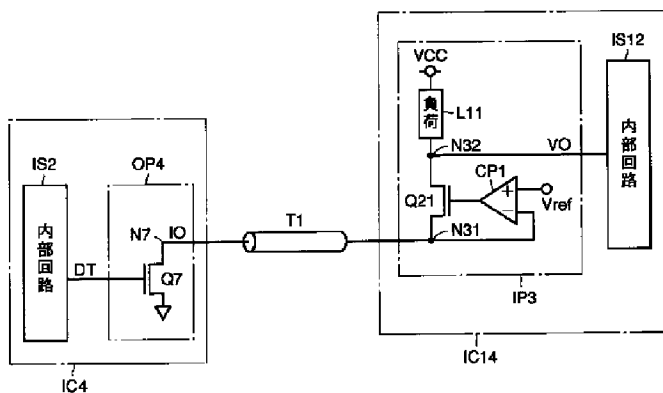 IS12
VCC
負荷
L11
IS2
OP4
N32
VO
CP1
内部回路
T1
Q21
+
Vref
−
N7
IO
内部回路
DT
Q7
N31
IP3
IC4
IC14